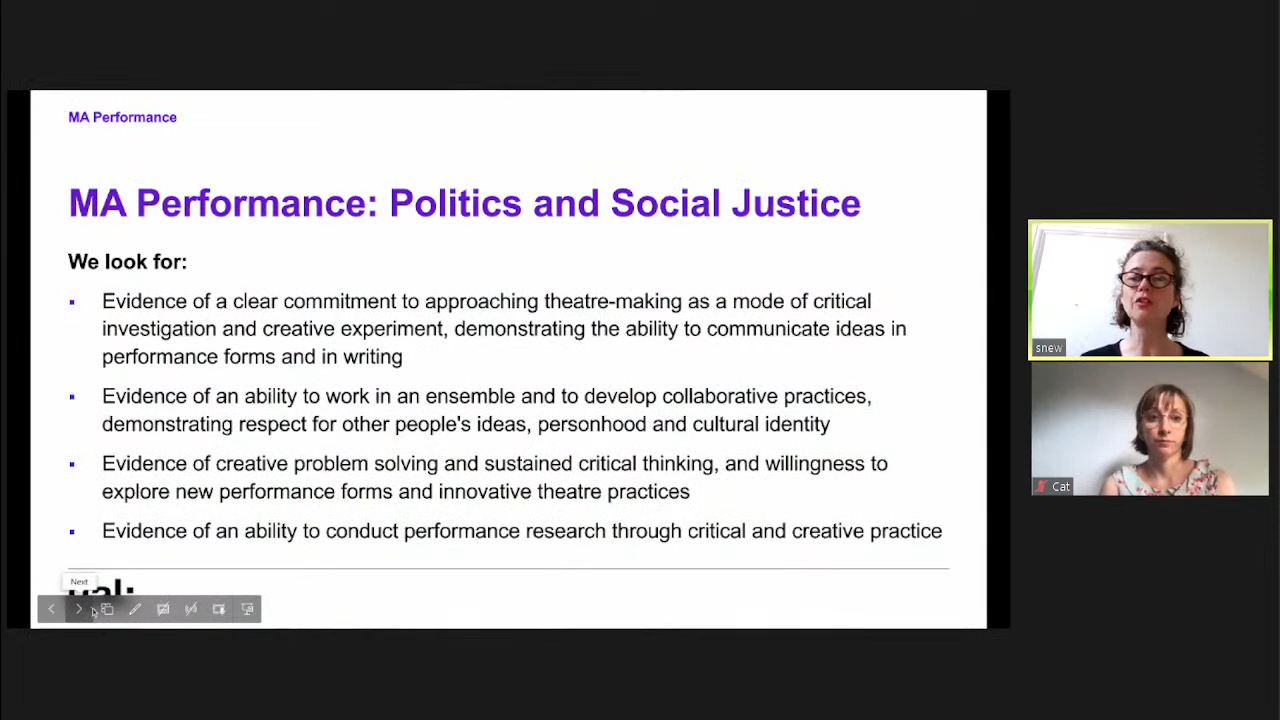 MA Performance
MA Performance: Politics and Social Justice
We look for:
Evidence of a clear commitment to approaching theatre-making as a mode of critical
investigation and creative experiment, demonstrating the ability to communicate ideas in
performance forms and in writing
Evidence of an ability to work in an ensemble and to develop collaborative practices,
demonstrating respect for other people's ideas, personhood and cultural identity
Evidence of creative problem solving and sustained critical thinking, and willingness to
explore new performance forms and innovative theatre practices
Evidence of an ability to conduct performance research through critical and creative practice
Next
ual:
snew
Cat